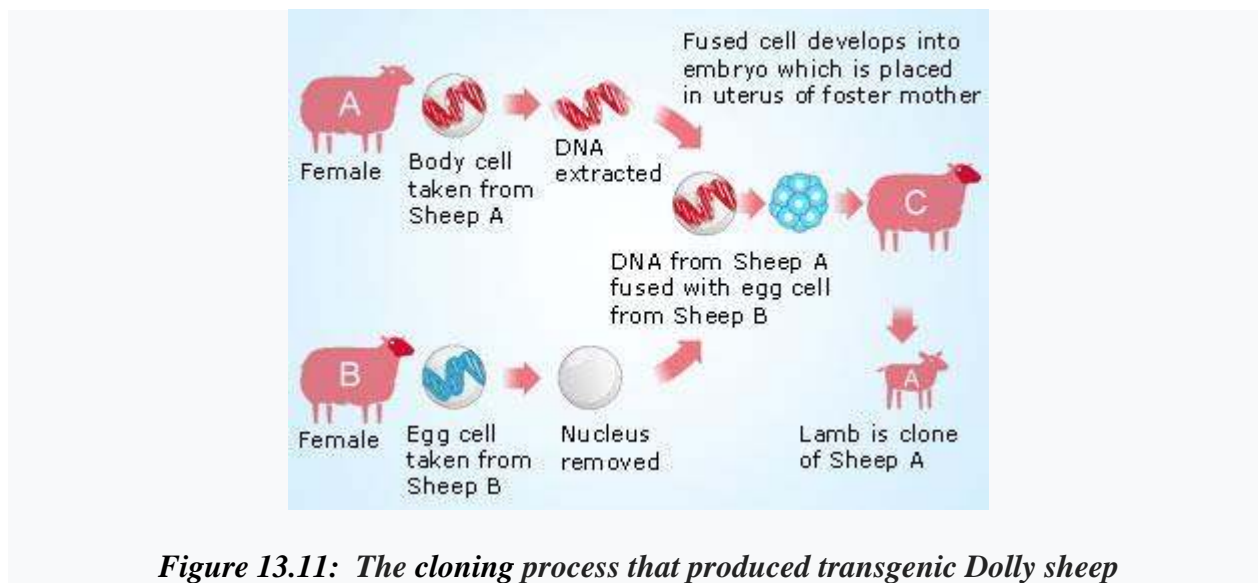 Fused cell develops into
embryo which is placed
in uterus of foster mother
A
Female
Body cell
taken from
Sheep A
DNA
extracted
C
DNA from Sheep A
fused with egg cell
from Sheep B
B
Female
Egg cell
taken from
Sheep B
Nucleus
removed
A
Lamb is clone
of Sheep A
Figure 13.11: The cloning process that produced transgenic Dolly sheep